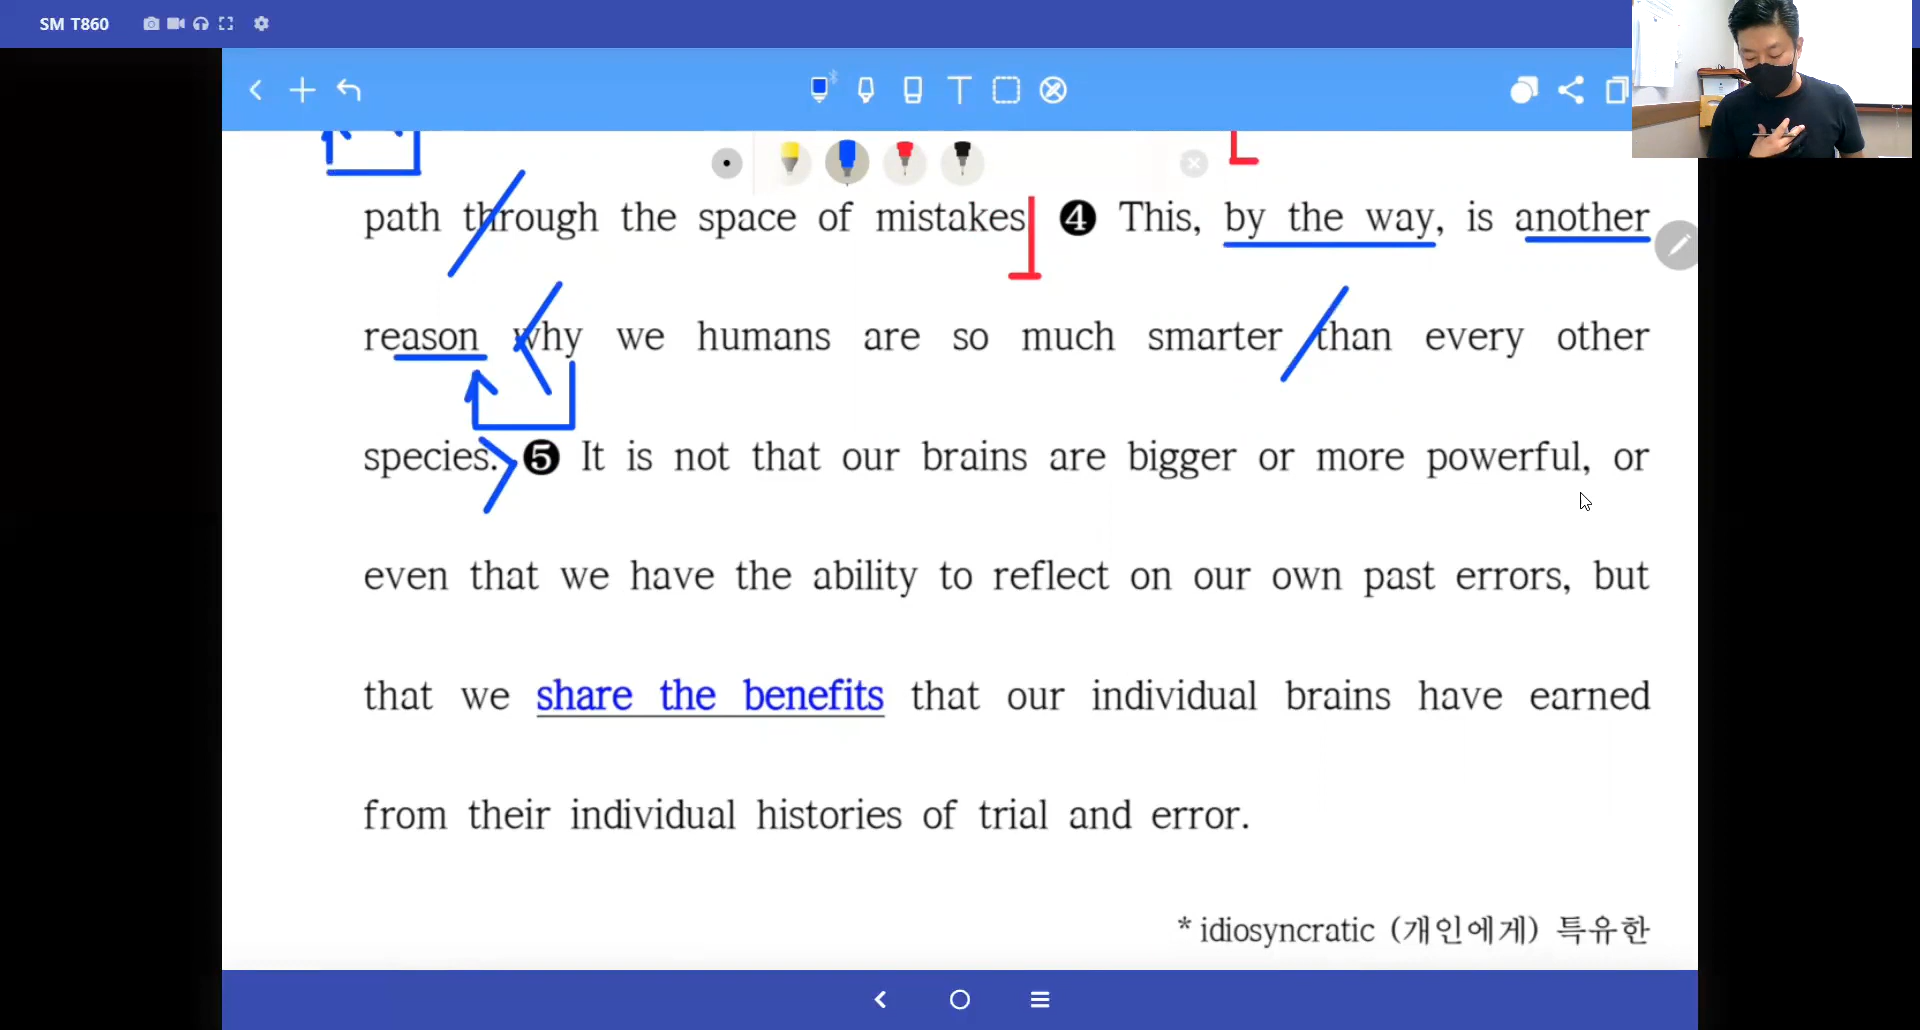 SM T860
path through the space of mistakes ❹ This, by the way, is another
reason why we humans are so much smarter than every other
species. ❺ It is not that our brains are bigger or more powerful, or
even that we have the ability to reflect on our own past errors, but
that we share the benefits that our individual brains have earned
from their individual histories of trial and error.
* idiosyncratic (개인에게) 특유한